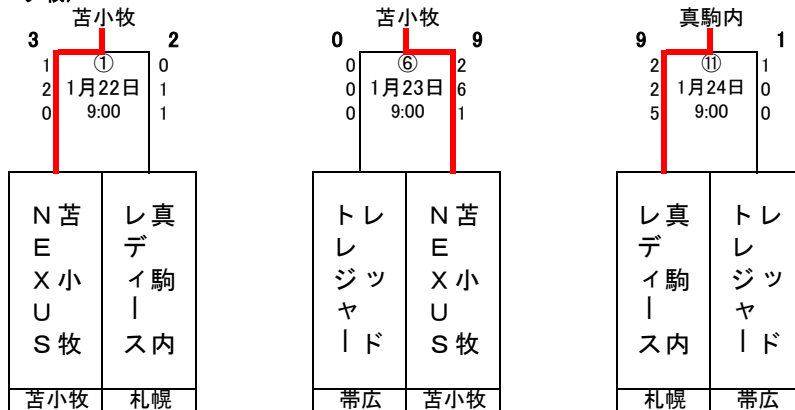 苫小牧
3 2
①
1 0
2 1月22日 1
0 9:00 1
苫小牧
NEXUS
真駒内
レディース
苫小牧 札幌
苫小牧
0 9
⑥
0 2
0 1月23日 6
0 9:00 1
レッド
トレジャー
苫小牧
NEXUS
帯広 苫小牧
真駒内
9 1
⑪
2 1
2 1月24日 0
5 9:00 0
真駒内
レディース
レッド
トレジャー
札幌 帯広